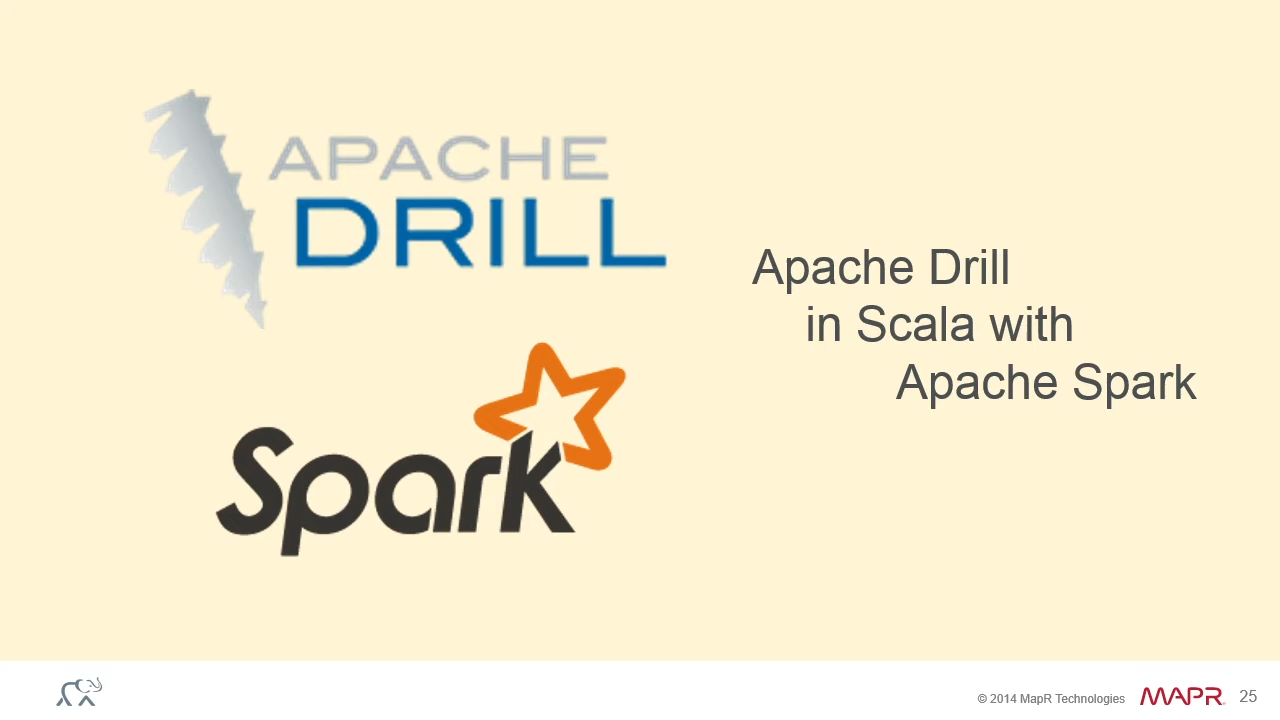 APACHE
DRILL
Apache Drill
in Scala with
Apache Spark
Spark
© 2014 MapR Technologies
MAPR
25